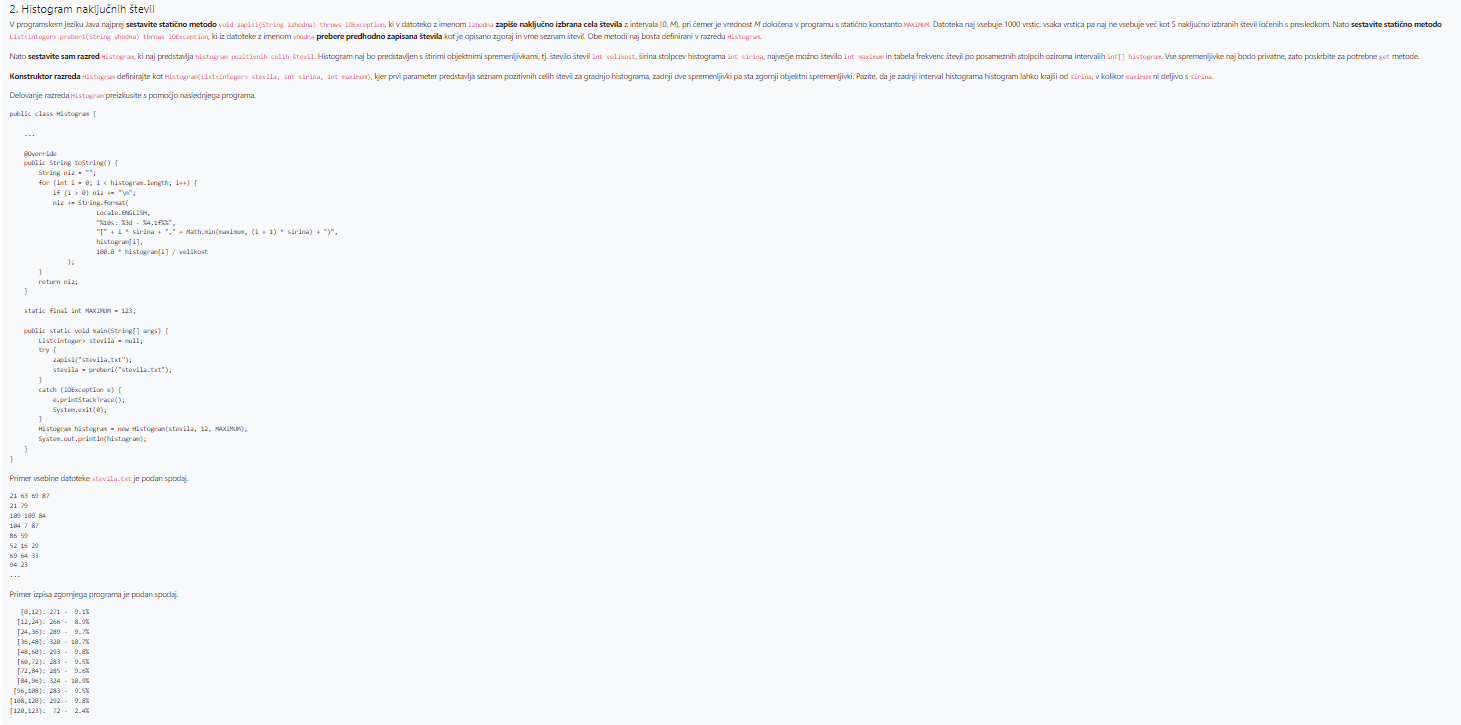 2. Histogram naključnih števil
V programskem jeziku Java najprej sestavite statično metodo void zapisi(String izhodna) throws IOException, ki v datoteko z imenom izhodna zapiše naključno izbrana cela števila z intervala [0, M), pri čemer je vrednost M določena v programu s statično konstanto MAXIMUM. Datoteka naj vsebuje 1000 vrstic, vsaka vrstica pa naj ne vsebuje več kot 5 naključno izbranih števil ločenih s presledkom. Nato sestavite statično metodo
List<Integer> preberi(String vhodna) throws IOException, ki iz datoteke z imenom vhodna prebere predhodno zapisana števila kot je opisano zgoraj in vrne seznam števil. Obe metodi naj bosta definirani v razredu Histogram.
Nato sestavite sam razred Histogram, ki naj predstavlja histogram pozitivnih celih števil. Histogram naj bo predstavljen s štirimi objektnimi spremenljivkami, tj. število števil int velikost, širina stolpcev histograma int sirina, največje možno število int maximum in tabela frekvenc števil po posameznih stolpcih oziroma intervalih int[] histogram. Vse spremenljivke naj bodo privatne, zato poskrbite za potrebne get metode.
Konstruktor razreda Histogram definirajte kot Histogram(List<Integer> stevila, int sirina, int maximum), kjer prvi parameter predstavlja seznam pozitivnih celih števil za gradnjo histograma, zadnji dve spremenljivki pa sta zgornji objektni spremenljivki. Pazite, da je zadnji interval histograma histogram lahko krajši od sirina, v kolikor maximum ni deljivo s sirina.
Delovanje razreda Histogram preizkusite s pomočjo naslednjega programa.
public class Histogram {
...
@Override
public String toString() {
String niz = "";
for (int i = 0; i < histogram.length; i++) {
if (i > 0) niz += "\n";
niz += String.format(
Locale.ENGLISH,
"%10s: %3d - %4.1f%%",
"[" + i * sirina + "," + Math.min(maximum, (i + 1) * sirina) + ")",
histogram[i],
100.0 * histogram[i] / velikost
);
}
return niz;
}
static final int MAXIMUM = 123;
public static void main(String[] args) {
List<Integer> stevila = null;
try {
zapisi("stevila.txt");
stevila = preberi("stevila.txt");
}
catch (IOException e) {
e.printStackTrace();
System.exit(0);
}
Histogram histogram = new Histogram(stevila, 12, MAXIMUM);
System.out.println(histogram);
}
}
Primer vsebine datoteke stevila.txt je podan spodaj.
21 63 69 87
21 79
109 109 84
104 7 87
86 59
52 16 29
69 64 33
94 23
...
Primer izpisa zgornjega programa je podan spodaj.
[0,12): 271 - 9.1%
[12,24): 266 - 8.9%
[24,36): 289 - 9.7%
[36,48): 320 - 10.7%
[48,60): 293 - 9.8%
[60,72): 283 - 9.5%
[72,84): 285 - 9.6%
[84,96): 324 - 10.9%
[96,108): 283 - 9.5%
[108,120): 292 - 9.8%
[120,123): 72 - 2.4%